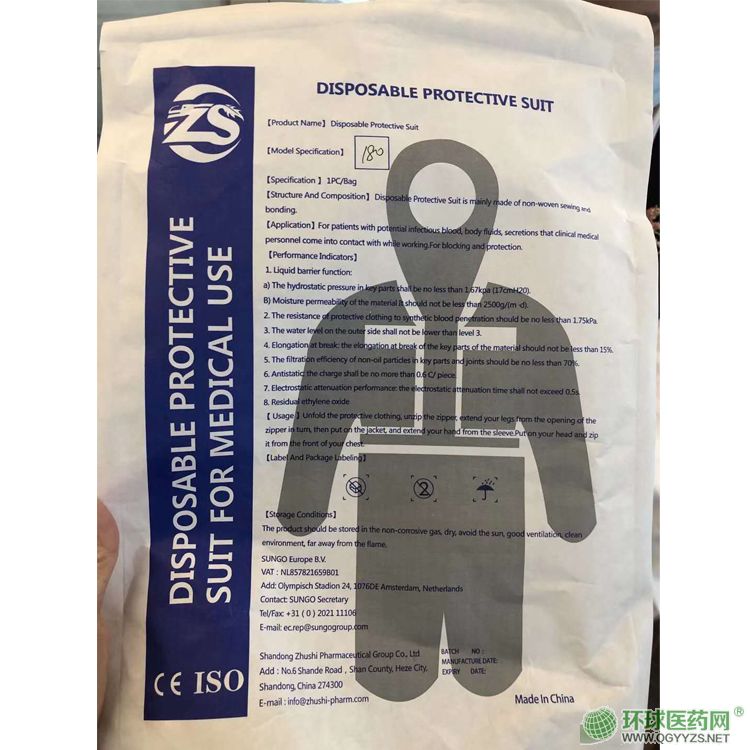 ZS
DISPOSABLE PROTECTIVE
SUIT FOR MEDICAL USE
CE ISO
DISPOSABLE PROTECTIVE SUIT
【Product Name】 Disposable Protective Suit
【Model Specification】 180
【Specification 】 1PC/Bag
【Structure And Composition】 Disposable Protective Suit is mainly made of non-woven sewing and
bonding.
【Application】 For patients with potential infectious blood, body fluids, secretions that clinical medical
personnel come into contact with while working.For blocking and protection.
【Performance Indicators】
1. Liquid barrier function:
a) The hydrostatic pressure in key parts shall be no less than 1.67kpa (17cmH20).
B) Moisture permeability of the material It should not be less than 2500g/(m·d).
2. The resistance of protective clothing to synthetic blood penetration should be no less than 1.75kPa.
3. The water level on the outer side shall not be lower than level 3.
4. Elongation at break: the elongation at break of the key parts of the material should not be less than 15%.
5. The filtration efficiency of non-oil particles in key parts and joints should be no less than 70%.
6. Antistatic: the charge shall be no more than 0.6 C/ piece.
7. Electrostatic attenuation performance: the electrostatic attenuation time shall not exceed 0.5s.
8. Residual ethylene oxide
【 Usage 】 Unfold the protective clothing, unzip the zipper, extend your legs from the opening of the
zipper in turn, then put on the jacket, and extend your hand from the sleeve.Put on your head and zip
it from the front of your chest.
【Label And Package Labeling】
2
【Storage Conditions】
The product should be stored in the non-corrosive gas, dry, avoid the sun, good ventilation, clean
environment, far away from the flame.
SUNGO Europe B.V.
VAT : NL857821659B01
Add: Olympisch Stadion 24, 1076DE Amsterdam, Netherlands
Contact: SUNGO Secretary
Tel/Fax: +31 ( 0 ) 2021 11106
E-mail: ec.rep@sungogroup.com
Shandong Zhushi Pharmaceutical Group Co., Ltd
Add : No.6 Shande Road , Shan County, Heze City,
Shandong, China 274300
E-mail : info@zhushi-pharm.com
BATCH NO :
MANUFACTURE DATE:
EXPIRY DATE:
Made In China
环球医药网®
WWW.QGYYZS.NET